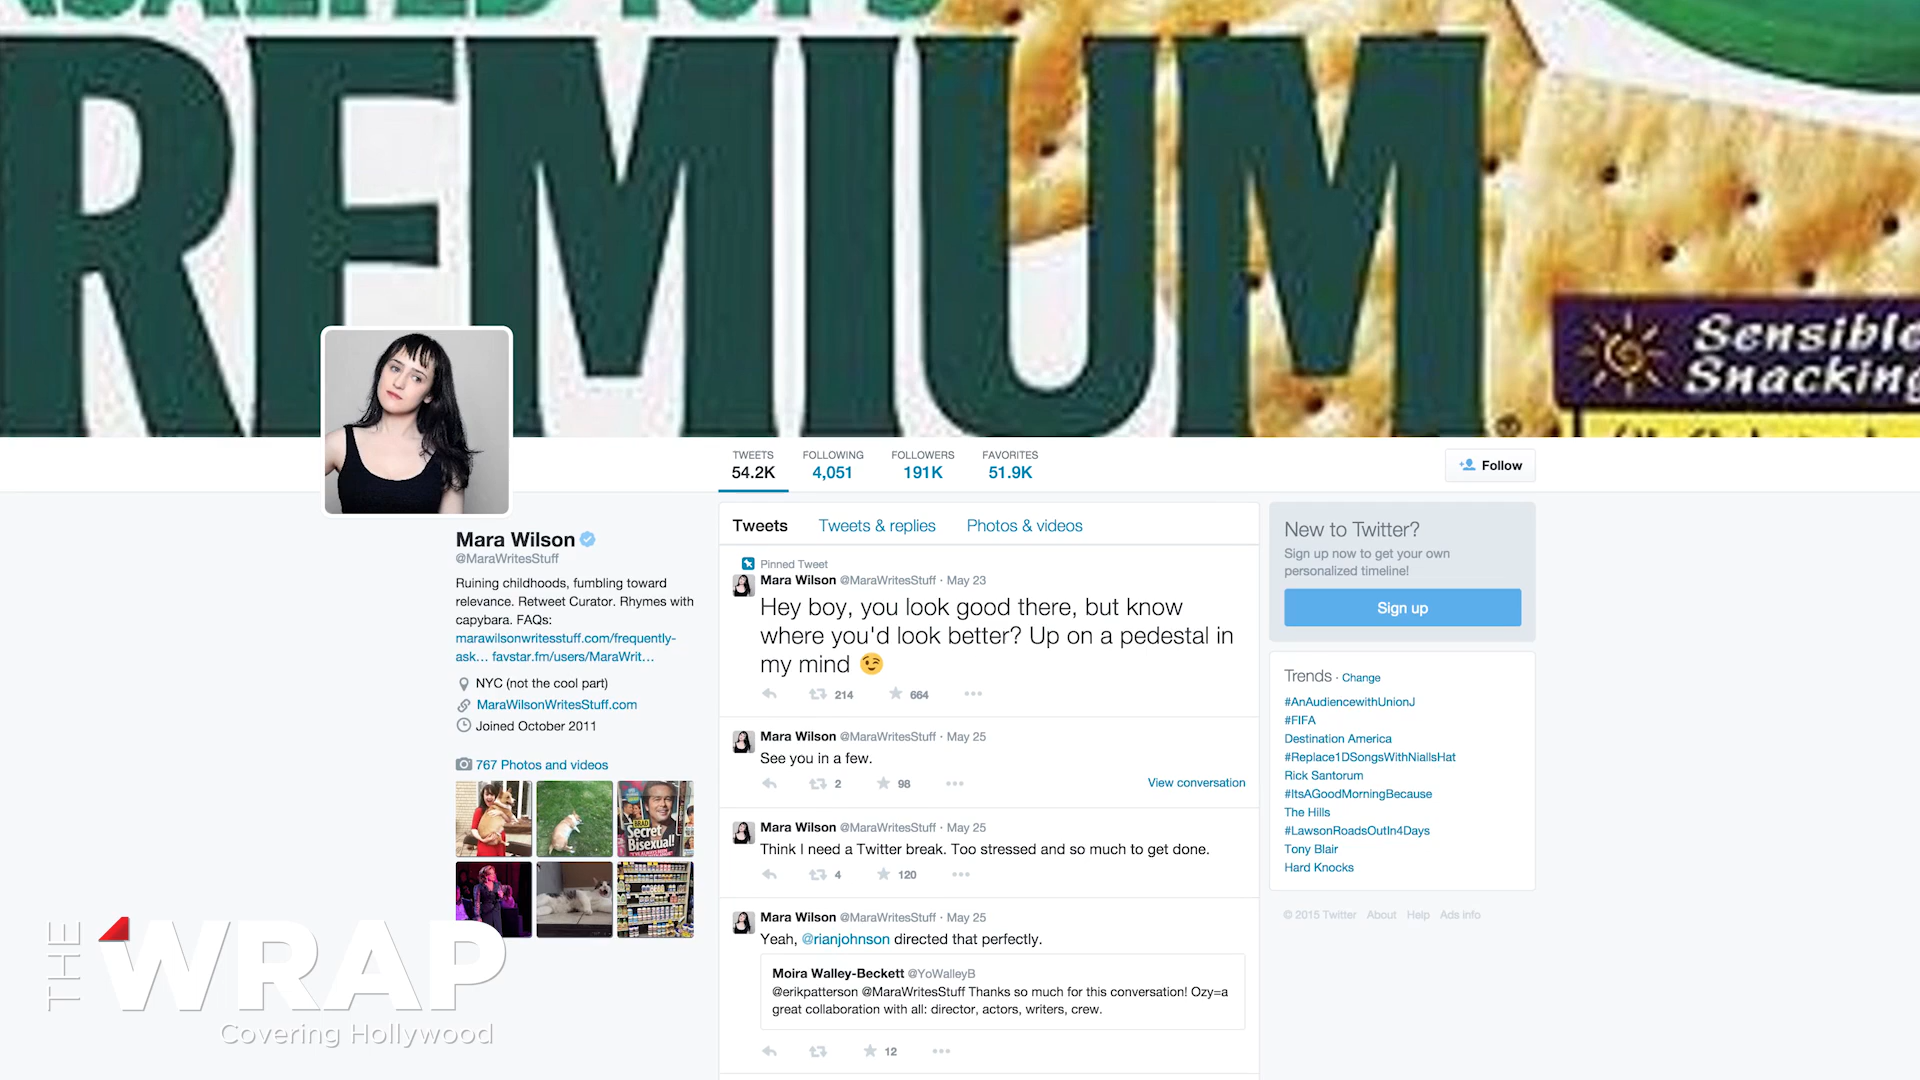 REMIUM
Sensible
Snacking
TWEETS
54.2K
FOLLOWING
4,051
FOLLOWERS
191K
FAVORITES
51.9K
Follow
Mara Wilson
@MaraWritesStuff
Ruining childhoods, fumbling toward
relevance. Retweet Curator. Rhymes with
capybara. FAQs:
marawilsonwritesstuff.com/frequently-
ask… favstar.fm/users/MaraWrit…
NYC (not the cool part)
MaraWilsonWritesStuff.com
Joined October 2011
767 Photos and videos
BRAD
Secret
Bisexual!
Tweets Tweets & replies Photos & videos
Pinned Tweet
Mara Wilson @MaraWritesStuff · May 23
Hey boy, you look good there, but know
where you'd look better? Up on a pedestal in
my mind 😉
214 664
Mara Wilson @MaraWritesStuff · May 25
See you in a few.
2 98 View conversation
Mara Wilson @MaraWritesStuff · May 25
Think I need a Twitter break. Too stressed and so much to get done.
4 120
Mara Wilson @MaraWritesStuff · May 25
Yeah, @rianjohnson directed that perfectly.
Moira Walley-Beckett @YoWalleyB
@erikpatterson @MaraWritesStuff Thanks so much for this conversation! Ozy=a
great collaboration with all: director, actors, writers, crew.
12
New to Twitter?
Sign up now to get your own
personalized timeline!
Sign up
Trends · Change
#AnAudiencewithUnionJ
#FIFA
Destination America
#Replace1DSongsWithNiallsHat
Rick Santorum
#ItsAGoodMorningBecause
The Hills
#LawsonRoadsOutIn4Days
Tony Blair
Hard Knocks
© 2015 Twitter About Help Ads info
THE WRAP
Covering Hollywood